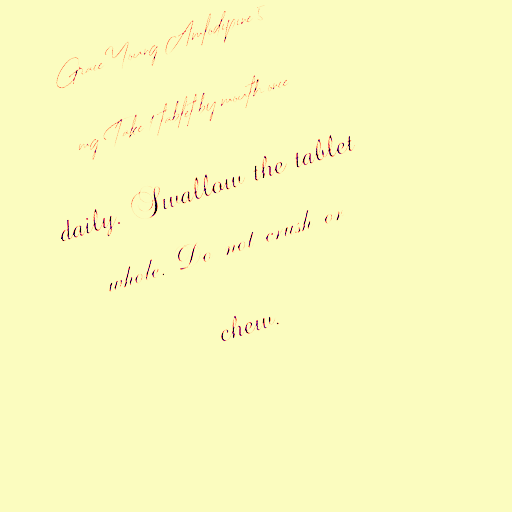 Grace Young Amlodipine 5
mg Take 1 tablet by mouth once
daily. Swallow the tablet
whole. Do not crush or
chew.